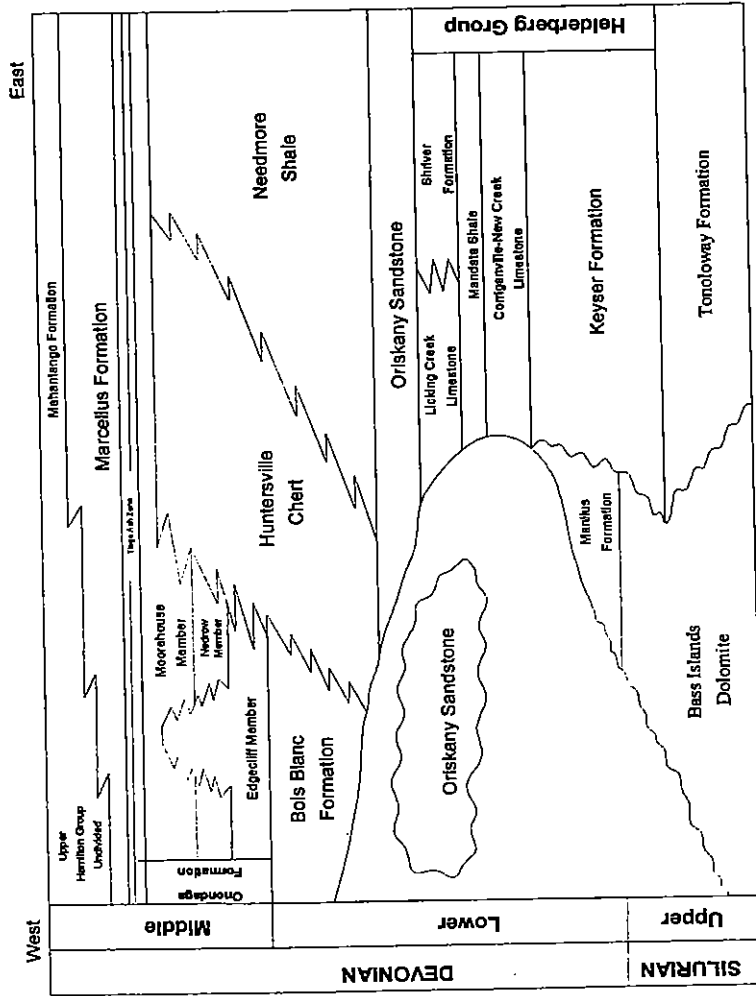 West
East
Mahantango Formation
Upper
Hamilton Group
Undivided
Marcellus Formation
Tioga Ash Zone
Onondaga
Formation
Moorehouse
Member
Nedrow
Member
Edgecliff Member
Huntersville
Chert
Needmore
Shale
Bois Blanc
Formation
Oriskany Sandstone
Oriskany Sandstone
Licking Creek
Limestone
Shriver
Formation
Mandata Shale
Corriganville-New Creek
Limestone
Keyser Formation
Manlius
Formation
Helderberg Group
Bass Islands
Dolomite
Tonoloway Formation
Middle
Lower
Upper
DEVONIAN
SILURIAN